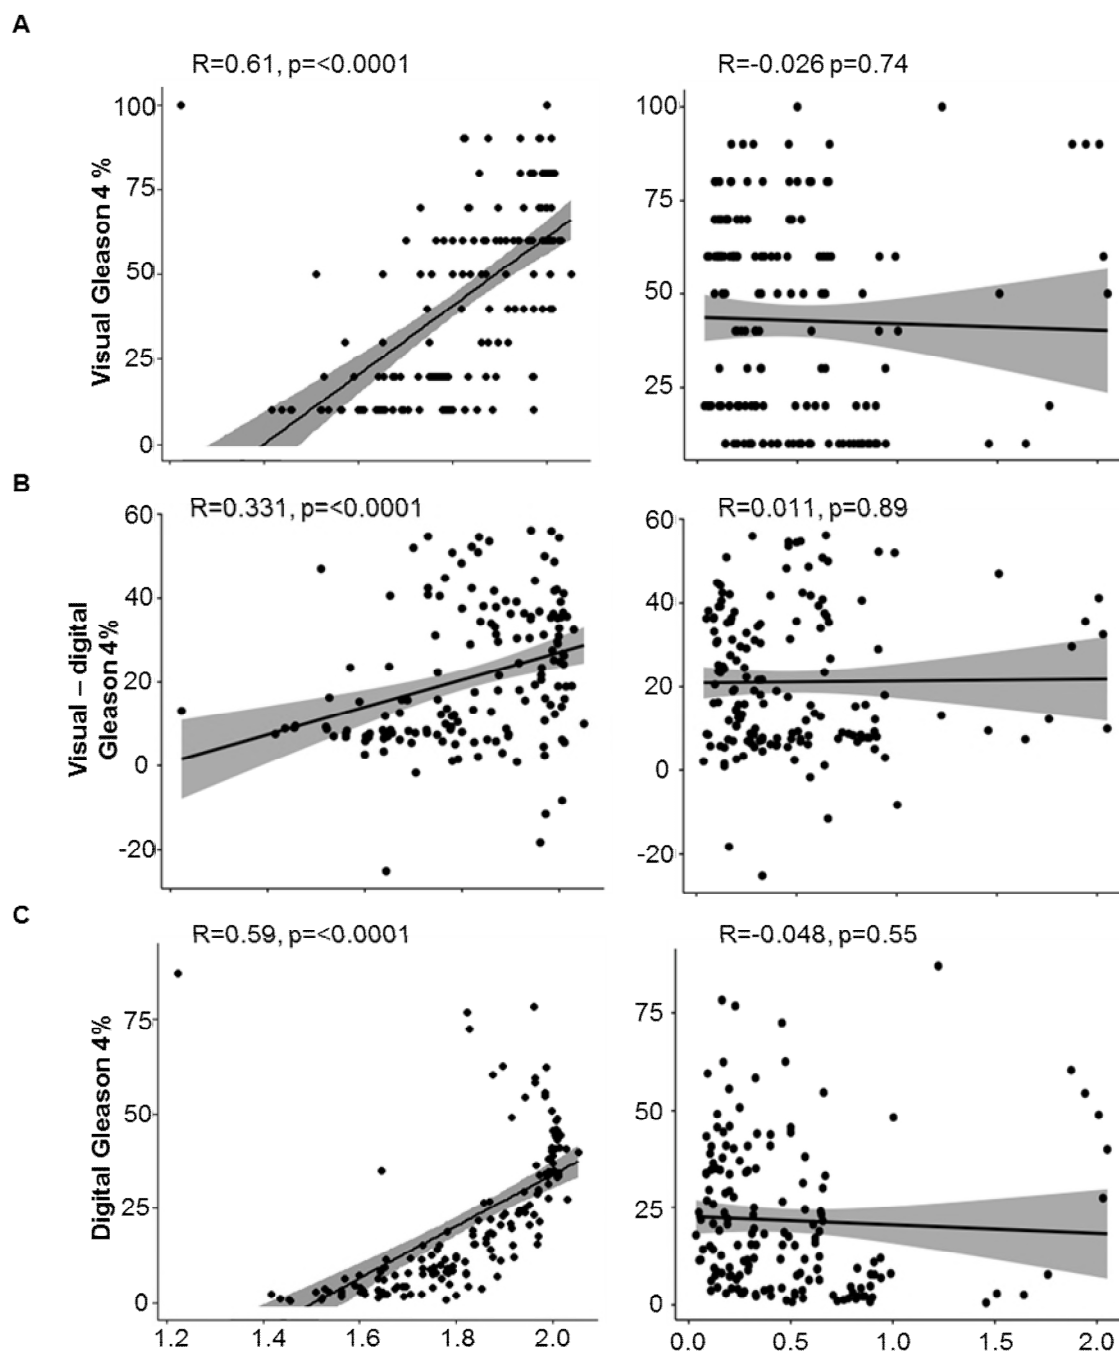 A
R=0.61, p=<0.0001
R=-0.026 p=0.74
Visual Gleason 4 %
100
75
50
25
0
100
75
50
25
B
R=0.331, p=<0.0001
R=0.011, p=0.89
Visual – digital
Gleason 4%
60
40
20
0
-20
60
40
20
0
-20
C
R=0.59, p=<0.0001
R=-0.048, p=0.55
Digital Gleason 4%
75
50
25
0
75
50
25
0
1.2 1.4 1.6 1.8 2.0
0.0 0.5 1.0 1.5 2.0